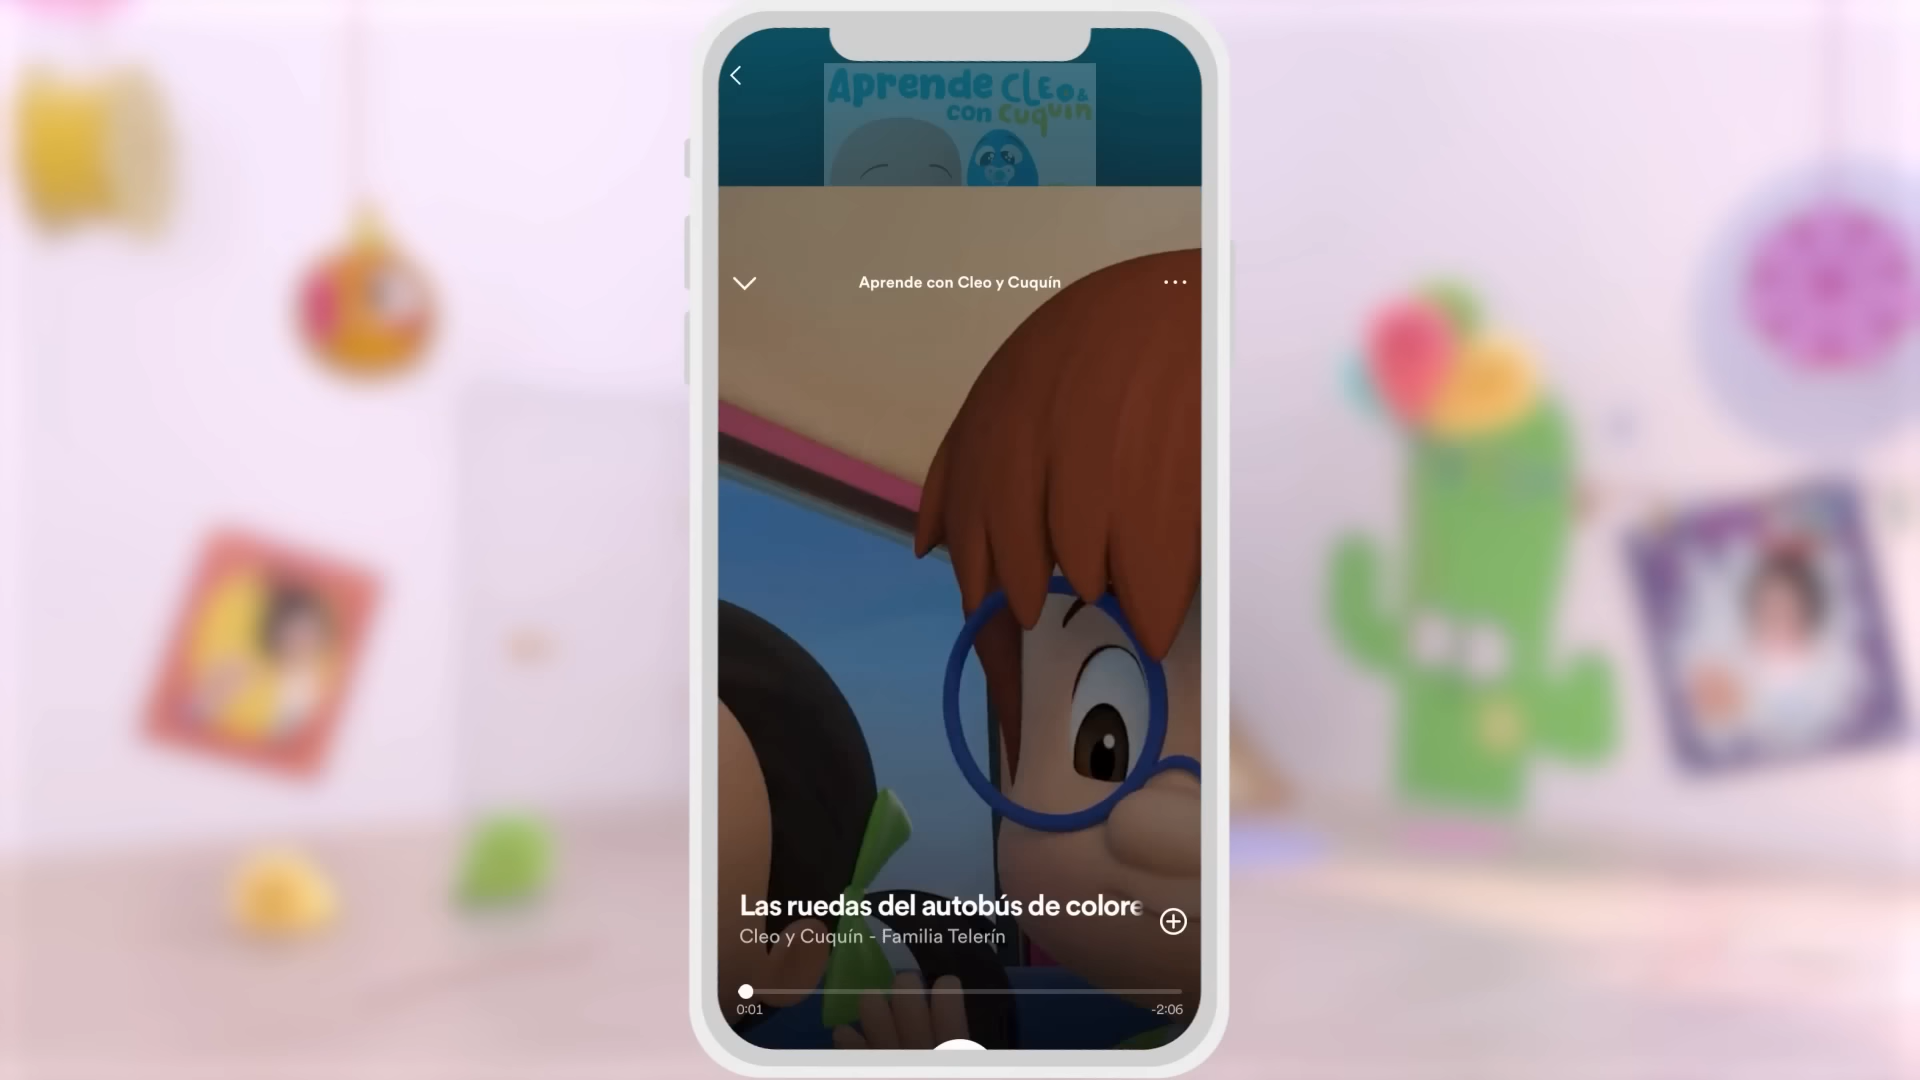 Aprende CLEO &
con cuquín
Aprende con Cleo y Cuquín
Las ruedas del autobús de colore
Cleo y Cuquín - Familia Telerín
0:01
-2:06